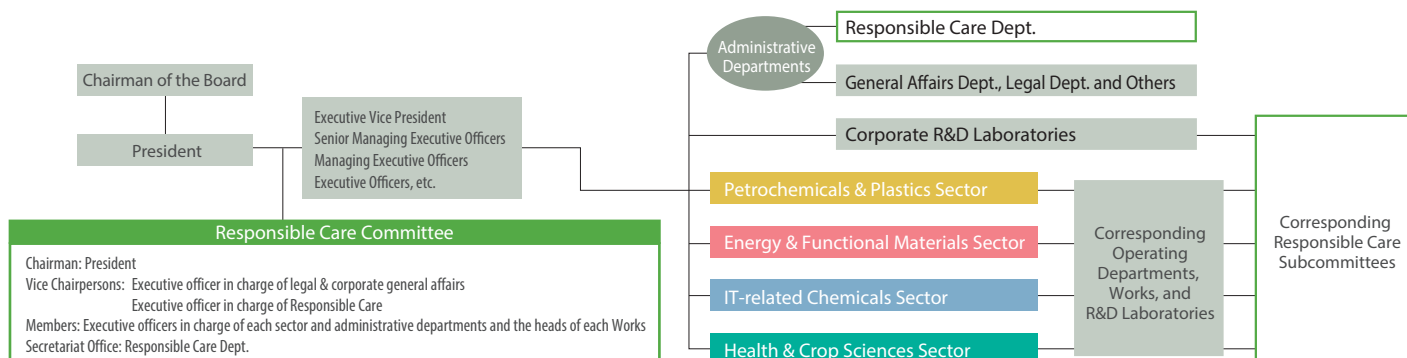 Chairman of the Board
President
Executive Vice President
Senior Managing Executive Officers
Managing Executive Officers
Executive Officers, etc.
Responsible Care Committee
Chairman: President
Vice Chairpersons: Executive officer in charge of legal & corporate general affairs
Executive officer in charge of Responsible Care
Members: Executive officers in charge of each sector and administrative departments and the heads of each Works
Secretariat Office: Responsible Care Dept.
Administrative
Departments
Responsible Care Dept.
General Affairs Dept., Legal Dept. and Others
Corporate R&D Laboratories
Petrochemicals & Plastics Sector
Energy & Functional Materials Sector
IT-related Chemicals Sector
Health & Crop Sciences Sector
Corresponding
Operating
Departments,
Works, and
R&D Laboratories
Corresponding
Responsible Care
Subcommittees